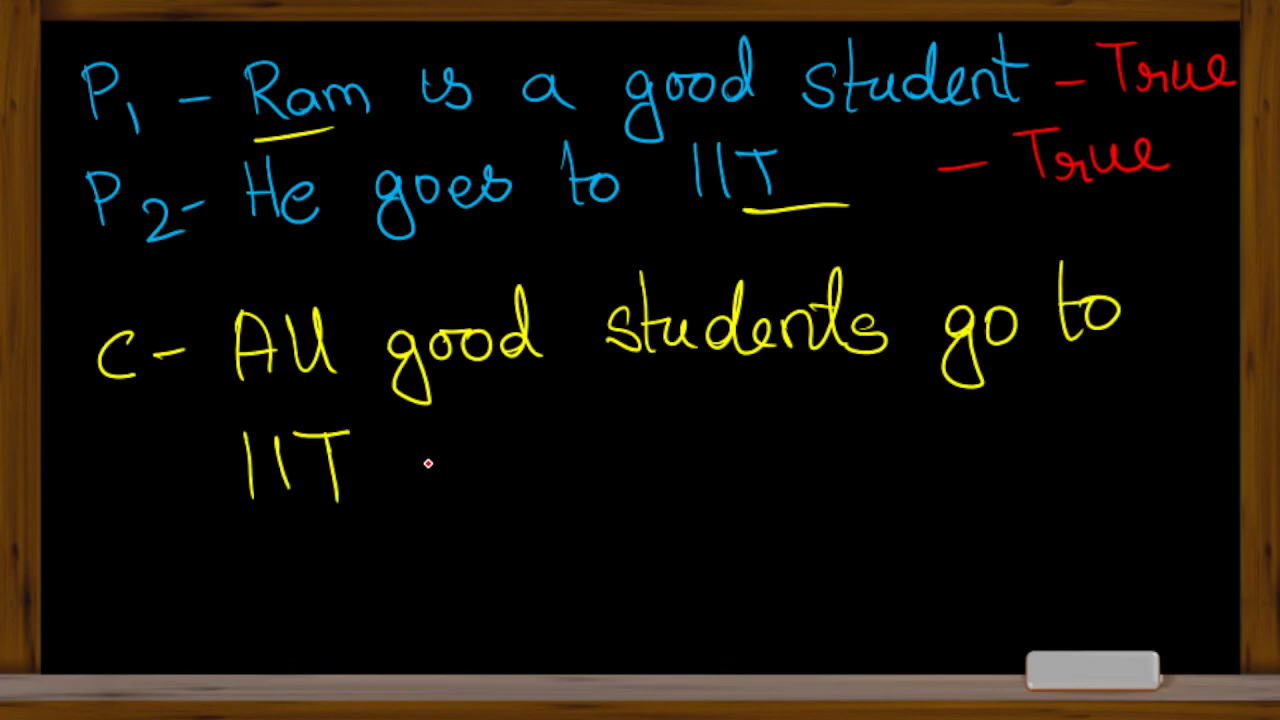 P1 - Ram is a good student - True
P2 - He goes to IIT - True
C - All good students go to
IIT